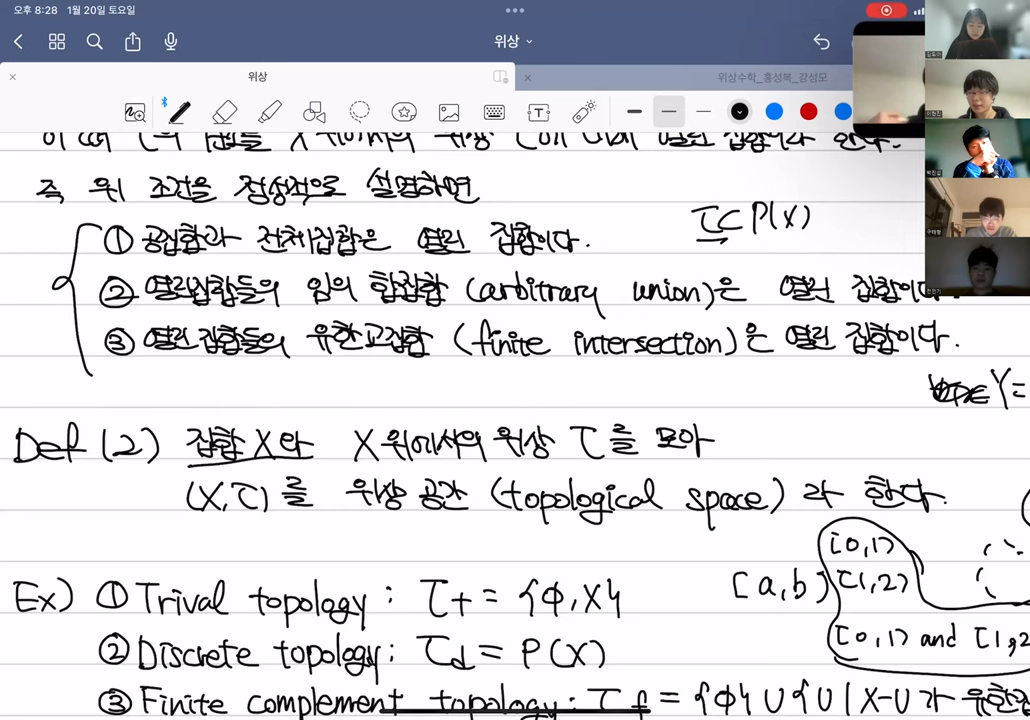 오후 8:28 1월 20일 토요일
위상
위상
위상수학_홍성복_강성모
즉 위 조건을 정성적으로 설명하면
① 공집합과 전체집합은 열린 집합이다.
τ⊂P(X)
② 열린집합들의 임의 합집합 (arbitrary union)은 열린 집합이다.
③ 열린집합들의 유한교집합 (finite intersection)은 열린 집합이다.
Y=
Def (2) 집합 X와 X 위에서의 위상 τ를 모아
(X,τ)를 위상 공간 (topological space)라 한다.
[0,1)
[a,b) [1,2)
[0,1) and [1,2
Ex) ① Trival topology : τt = {φ,X}
② Discrete topology : τd = P(X)
③ Finite complement topology : τf = {φ} ∪ {U | X-U가 유한